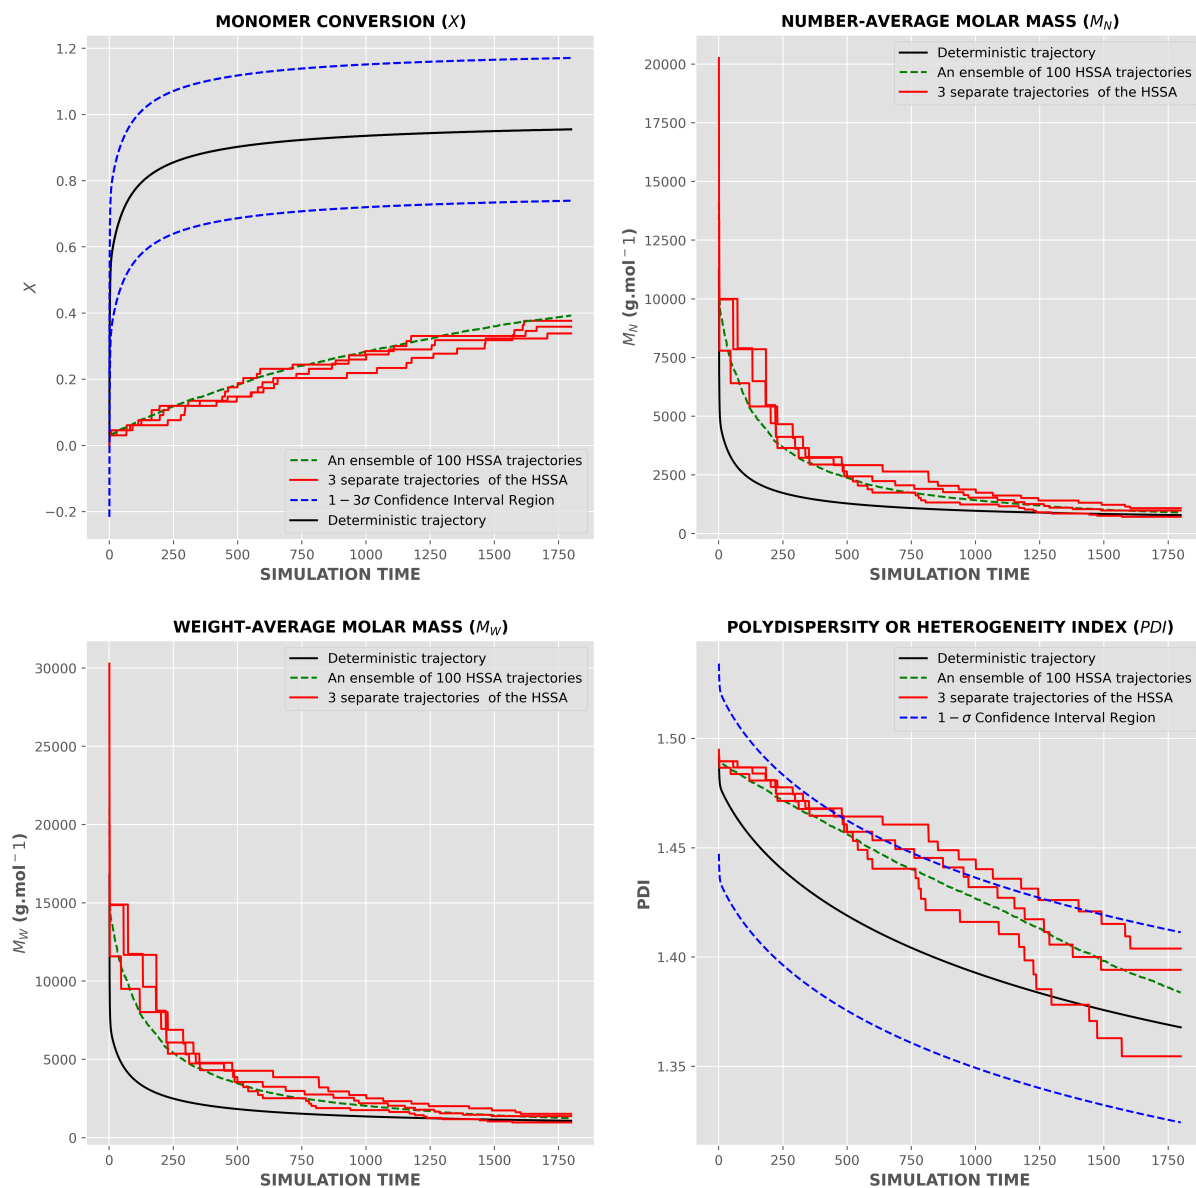 MONOMER CONVERSION (X)
1.2
1.0
0.8
0.6
0.4
0.2
0.0
−0.2
X
An ensemble of 100 HSSA trajectories
3 separate trajectories of the HSSA
1 − 3σ Confidence Interval Region
Deterministic trajectory
0 250 500 750 1000 1250 1500 1750
SIMULATION TIME
NUMBER-AVERAGE MOLAR MASS (M_N)
Deterministic trajectory
An ensemble of 100 HSSA trajectories
3 separate trajectories of the HSSA
20000
17500
15000
12500
10000
7500
5000
2500
0
M_N (g.mol⁻1)
0 250 500 750 1000 1250 1500 1750
SIMULATION TIME
WEIGHT-AVERAGE MOLAR MASS (M_W)
Deterministic trajectory
An ensemble of 100 HSSA trajectories
3 separate trajectories of the HSSA
30000
25000
20000
15000
10000
5000
0
M_W (g.mol⁻1)
0 250 500 750 1000 1250 1500 1750
SIMULATION TIME
POLYDISPERSITY OR HETEROGENEITY INDEX (PDI)
Deterministic trajectory
An ensemble of 100 HSSA trajectories
3 separate trajectories of the HSSA
1 − σ Confidence Interval Region
1.50
1.45
1.40
1.35
PDI
0 250 500 750 1000 1250 1500 1750
SIMULATION TIME